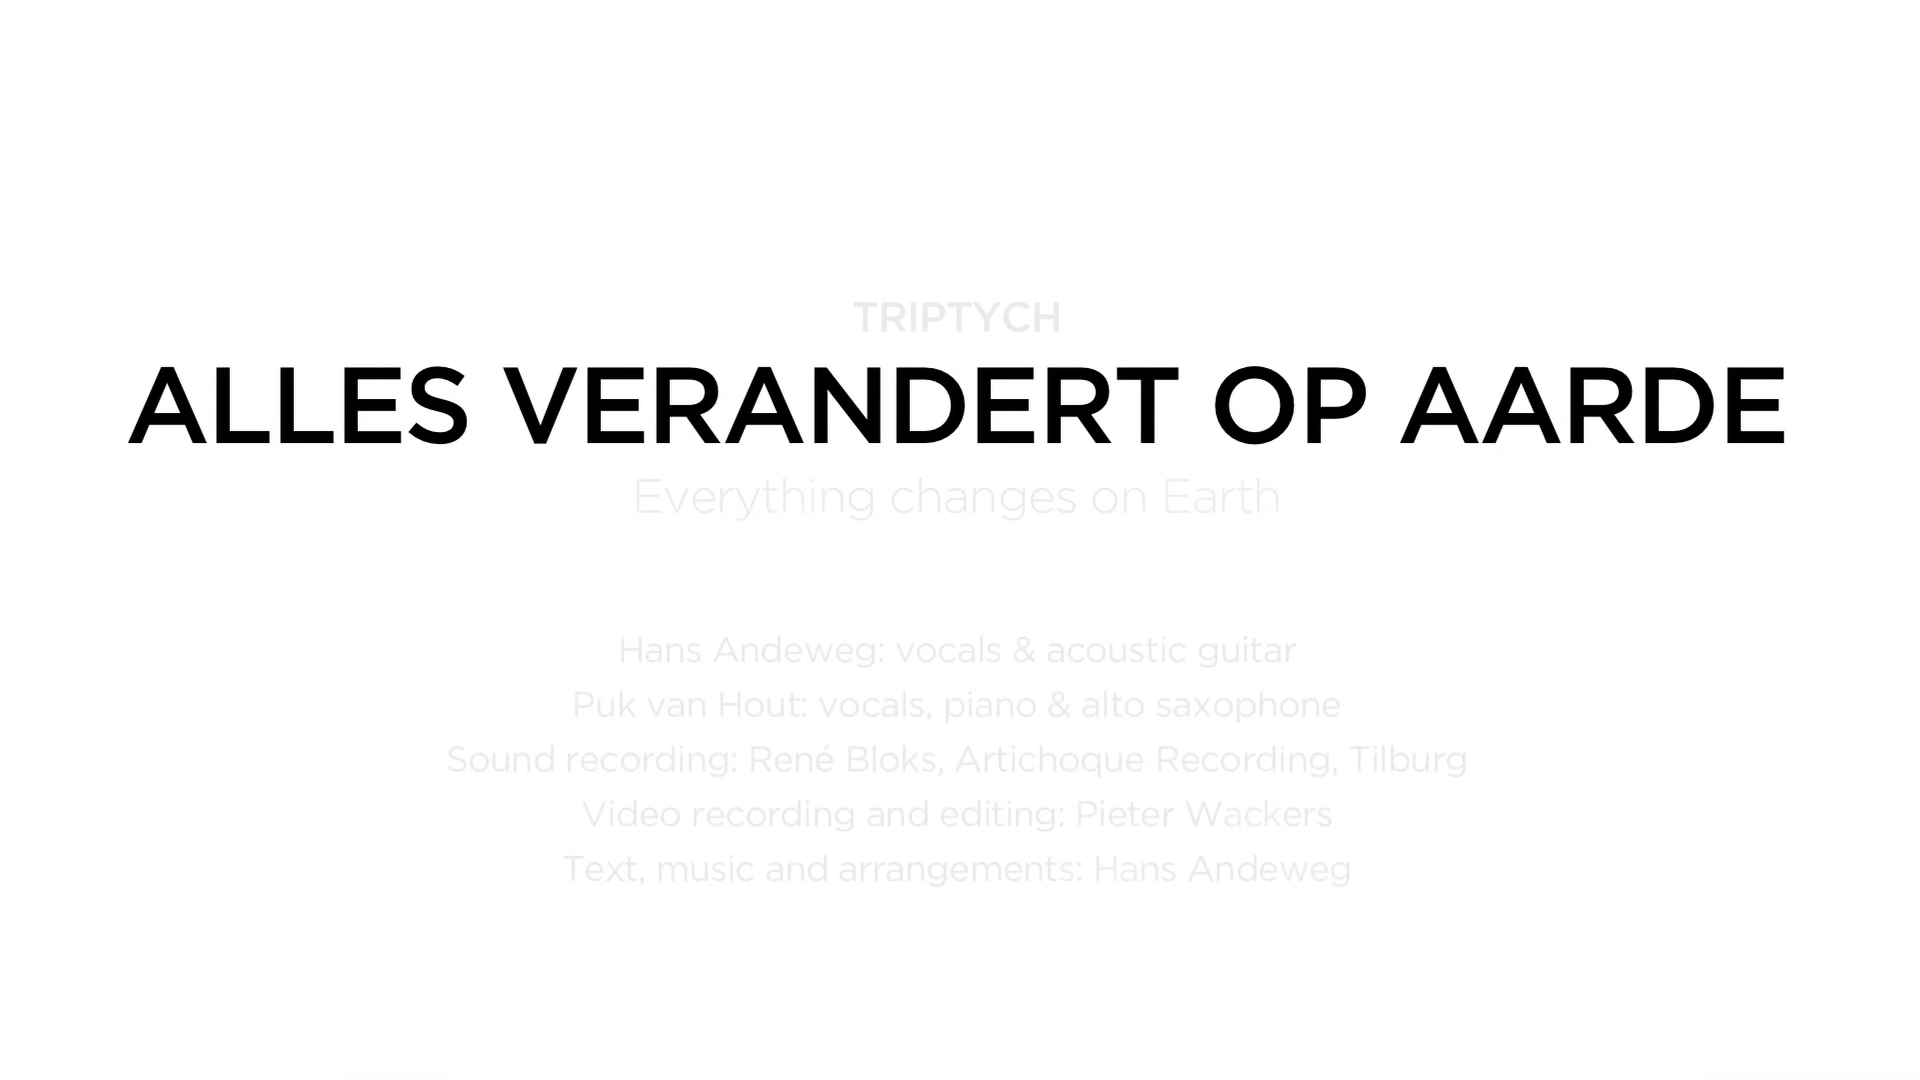 TRIPTYCH
ALLES VERANDERT OP AARDE
Everything changes on Earth
Hans Andeweg: vocals & acoustic guitar
Puk van Hout: vocals, piano & alto saxophone
Sound recording: René Bloks, Artichoque Recording, Tilburg
Video recording and editing: Pieter Wackers
Text, music and arrangements: Hans Andeweg